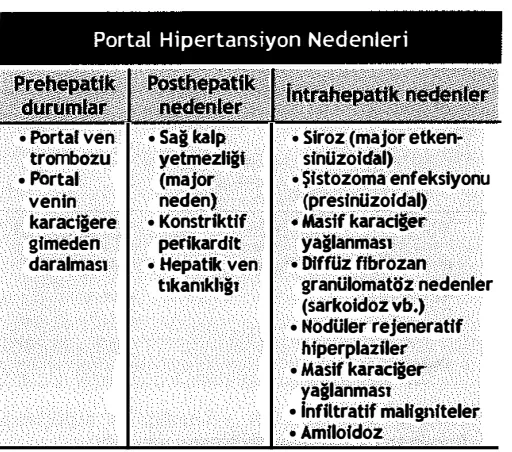 Portal Hipertansiyon Nedenleri
Prehepatik
durumlar
• Portal ven
trombozu
• Portal
venin
karaciğere
gimeden
daralması
Posthepatik
nedenler
• Sağ kalp
yetmezliği
(major
neden)
• Konstriktif
perikardit
• Hepatik ven
tıkanıklığı
İntrahepatik nedenler
• Siroz (major etken-
sinüzoidal)
• Şistozoma enfeksiyonu
(presinüzoidal)
• Masif karaciğer
yağlanması
• Diffüz fibrozan
granülomatöz nedenler
(sarkoidoz vb.)
• Nodüler rejeneratif
hiperplaziler
• Masif karaciğer
yağlanması
• İnfiltratif maligniteler
• Amiloidoz